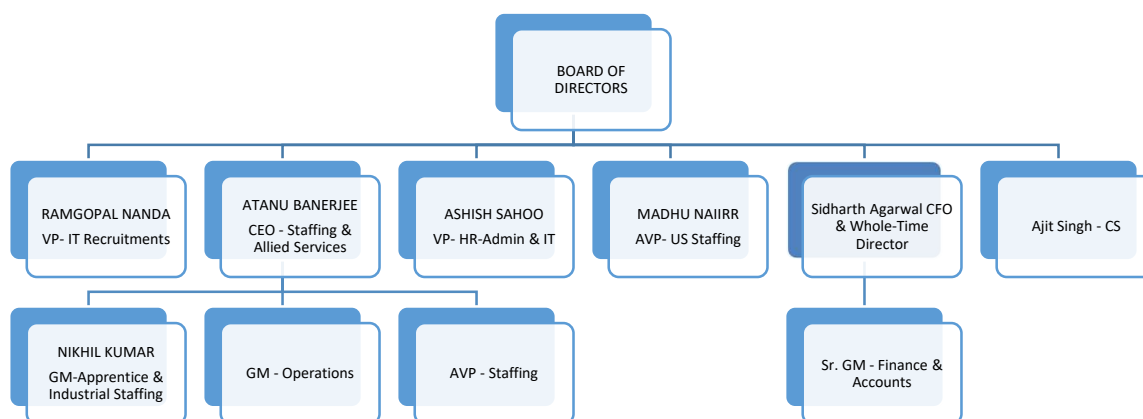 BOARD OF
DIRECTORS
RAMGOPAL NANDA
VP- IT Recruitments
ATANU BANERJEE
CEO - Staffing &
Allied Services
ASHISH SAHOO
VP- HR-Admin & IT
MADHU NAIIRR
AVP- US Staffing
Sidharth Agarwal CFO
& Whole-Time
Director
Ajit Singh - CS
NIKHIL KUMAR
GM-Apprentice &
Industrial Staffing
GM - Operations
AVP - Staffing
Sr. GM - Finance &
Accounts